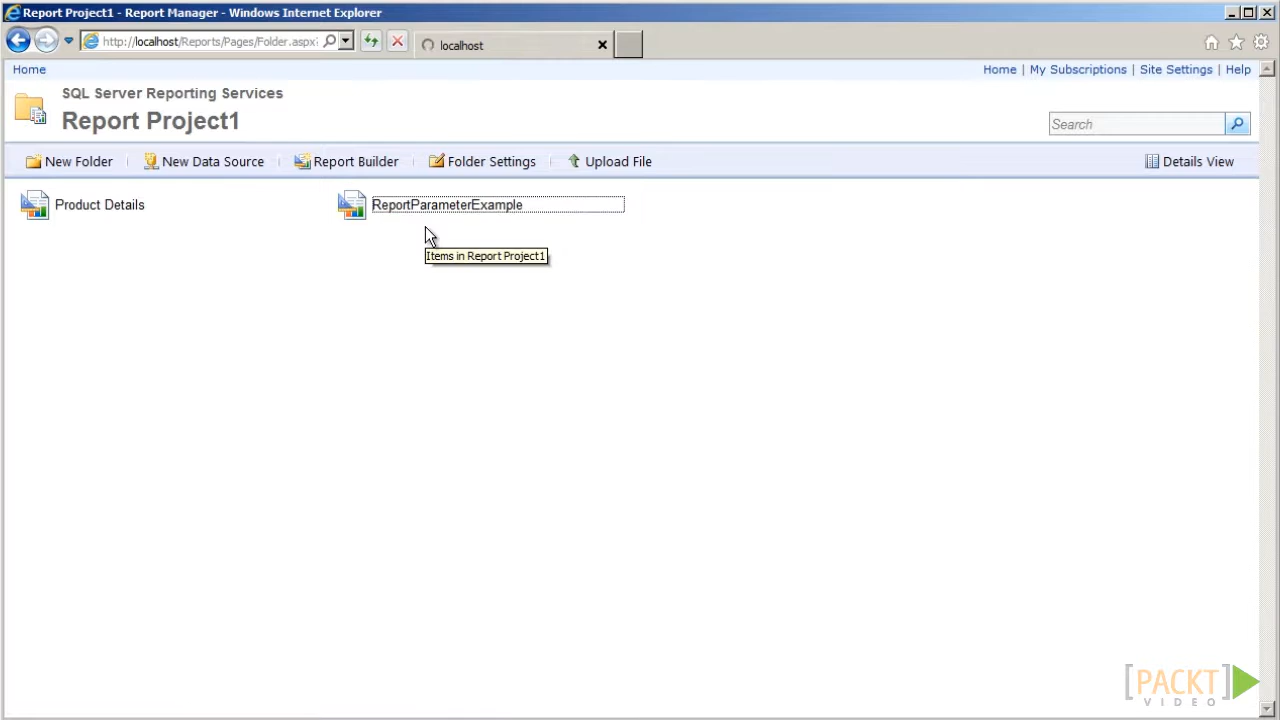 Report Project1 - Report Manager - Windows Internet Explorer
http://localhost/Reports/Pages/Folder.aspx
localhost
Home
Home | My Subscriptions | Site Settings | Help
SQL Server Reporting Services
Report Project1
Search
New Folder
New Data Source
Report Builder
Folder Settings
Upload File
Details View
Product Details
ReportParameterExample
Items in Report Project1
[PACKT]
VIDEO